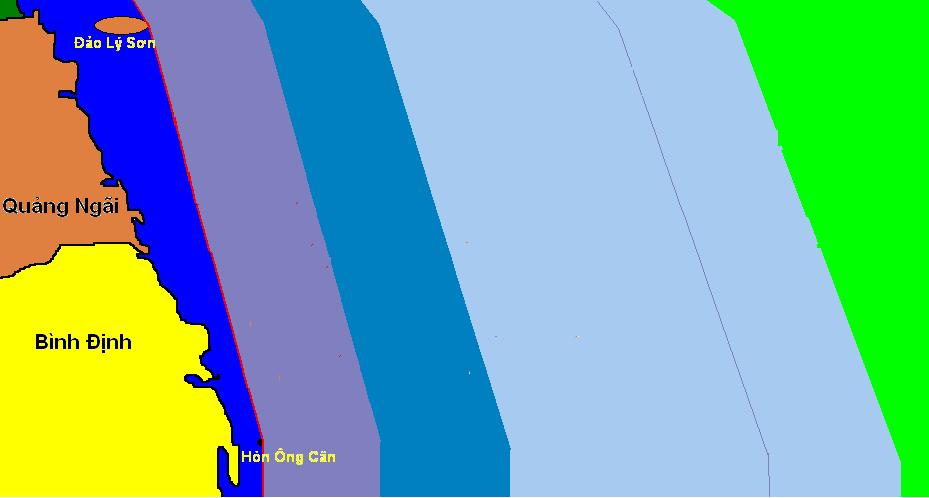 Đảo Lý Sơn
Quảng Ngãi
Bình Định
Hòn Ông Căn